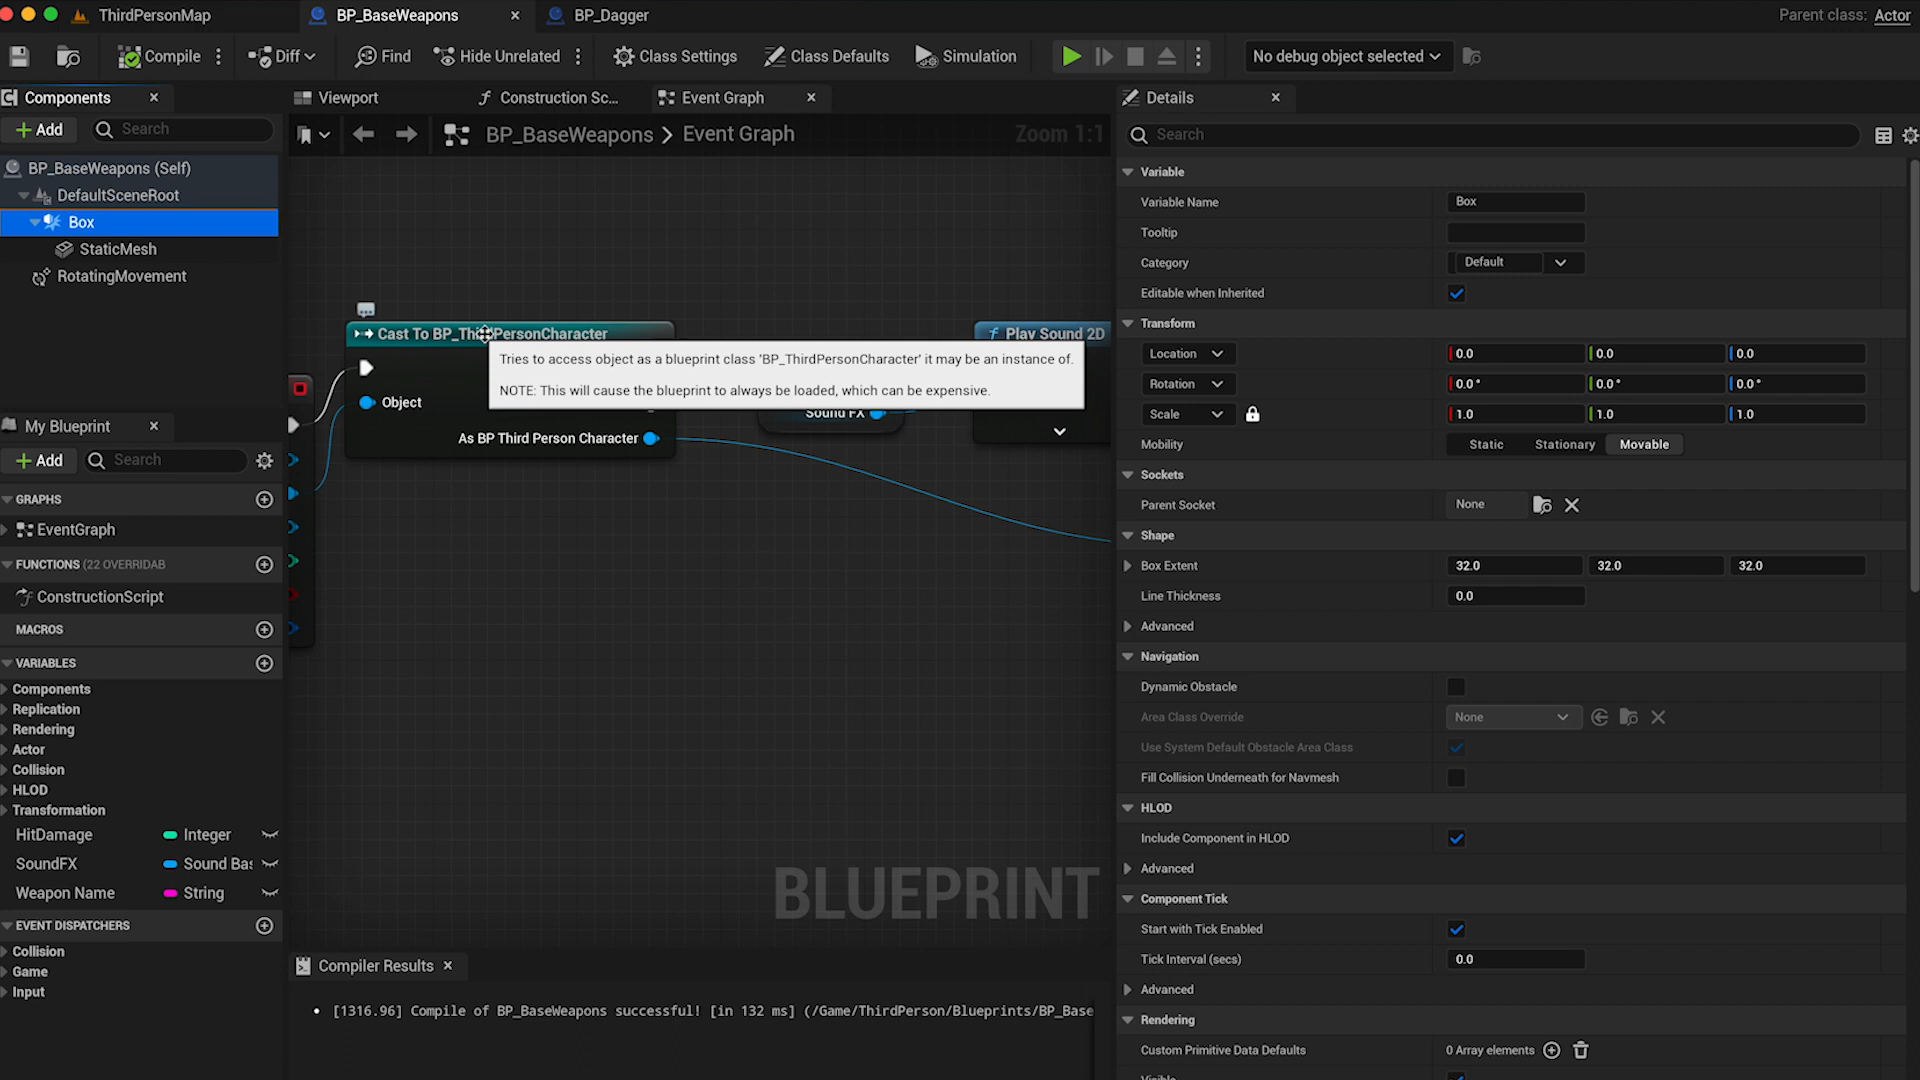 ThirdPersonMap
BP_BaseWeapons
BP_Dagger
Parent class: Actor
Compile
Diff
Find
Hide Unrelated
Class Settings
Class Defaults
Simulation
No debug object selected
Components
Add
Search
BP_BaseWeapons (Self)
DefaultSceneRoot
Box
StaticMesh
RotatingMovement
My Blueprint
Add
Search
GRAPHS
EventGraph
FUNCTIONS (22 OVERRIDAB
ConstructionScript
MACROS
VARIABLES
Components
Replication
Rendering
Actor
Collision
HLOD
Transformation
HitDamage Integer
SoundFX Sound Bas
Weapon Name String
EVENT DISPATCHERS
Collision
Game
Input
Viewport
Construction Sc...
Event Graph
BP_BaseWeapons > Event Graph
Zoom 1:1
Cast To BP_ThirdPersonCharacter
Object
As BP Third Person Character
Tries to access object as a blueprint class 'BP_ThirdPersonCharacter' it may be an instance of.
NOTE: This will cause the blueprint to always be loaded, which can be expensive.
Play Sound 2D
Sound FX
BLUEPRINT
Compiler Results
[1316.96] Compile of BP_BaseWeapons successful! [in 132 ms] (/Game/ThirdPerson/Blueprints/BP_Base
Details
Search
Variable
Variable Name Box
Tooltip
Category Default
Editable when Inherited
Transform
Location 0.0 0.0 0.0
Rotation 0.0° 0.0° 0.0°
Scale 1.0 1.0 1.0
Mobility Static Stationary Movable
Sockets
Parent Socket None
Shape
Box Extent 32.0 32.0 32.0
Line Thickness 0.0
Advanced
Navigation
Dynamic Obstacle
Area Class Override None
Use System Default Obstacle Area Class
Fill Collision Underneath for Navmesh
HLOD
Include Component in HLOD
Advanced
Component Tick
Start with Tick Enabled
Tick Interval (secs) 0.0
Advanced
Rendering
Custom Primitive Data Defaults 0 Array elements
Visible